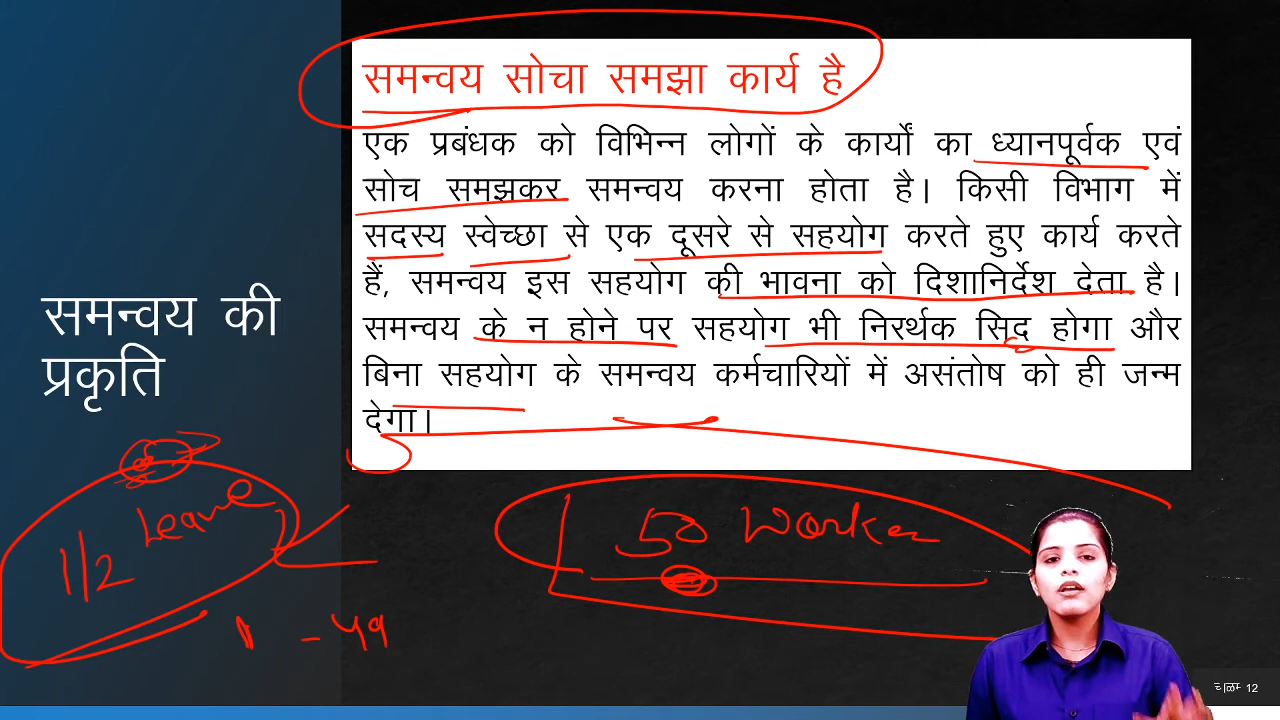 समन्वय की
प्रकृति
समन्वय सोचा समझा कार्य है
एक प्रबंधक को विभिन्न लोगों के कार्यों का ध्यानपूर्वक एवं
सोच समझकर समन्वय करना होता है। किसी विभाग में
सदस्य स्वेच्छा से एक दूसरे से सहयोग करते हुए कार्य करते
हैं, समन्वय इस सहयोग की भावना को दिशानिर्देश देता है।
समन्वय के न होने पर सहयोग भी निरर्थक सिद होगा और
बिना सहयोग के समन्वय कर्मचारियों में असंतोष को ही जन्म
देगा।
1/2 Leave
- 49
50 Worker
12